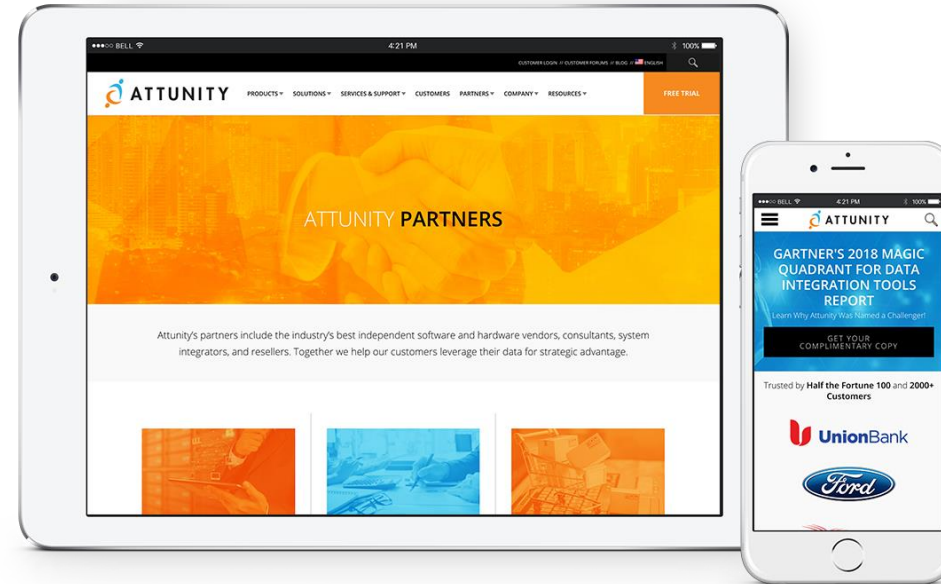 BELL 4:21 PM 100%
CUSTOMER LOGIN // CUSTOMER FORUMS // BLOG // ENGLISH
ATTUNITY PRODUCTS SOLUTIONS SERVICES & SUPPORT CUSTOMERS PARTNERS COMPANY RESOURCES FREE TRIAL
ATTUNITY PARTNERS
Attunity's partners include the industry's best independent software and hardware vendors, consultants, system
integrators, and resellers. Together we help our customers leverage their data for strategic advantage.
BELL 4:21 PM 100%
ATTUNITY
GARTNER'S 2018 MAGIC
QUADRANT FOR DATA
INTEGRATION TOOLS
REPORT
Learn Why Attunity Was Named a Challenger!
GET YOUR
COMPLIMENTARY COPY
Trusted by Half the Fortune 100 and 2000+
Customers
UnionBank
Ford